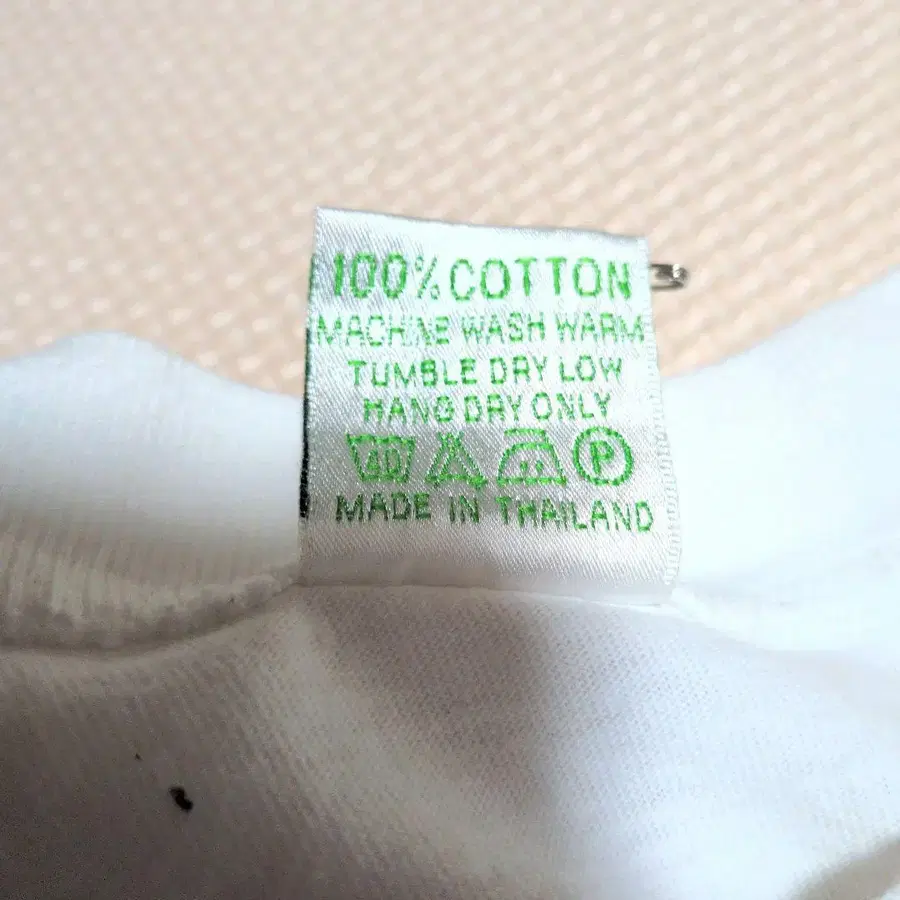 100% COTTON
MACHINE WASH WARM
TUMBLE DRY LOW
HANG DRY ONLY
40 P
MADE IN THAILAND